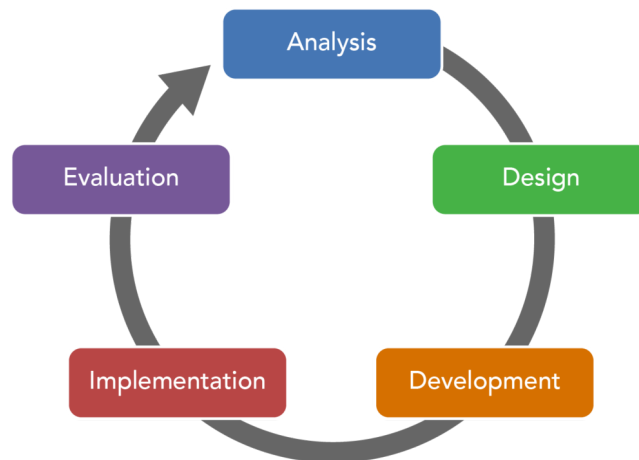 Analysis
Design
Development
Implementation
Evaluation